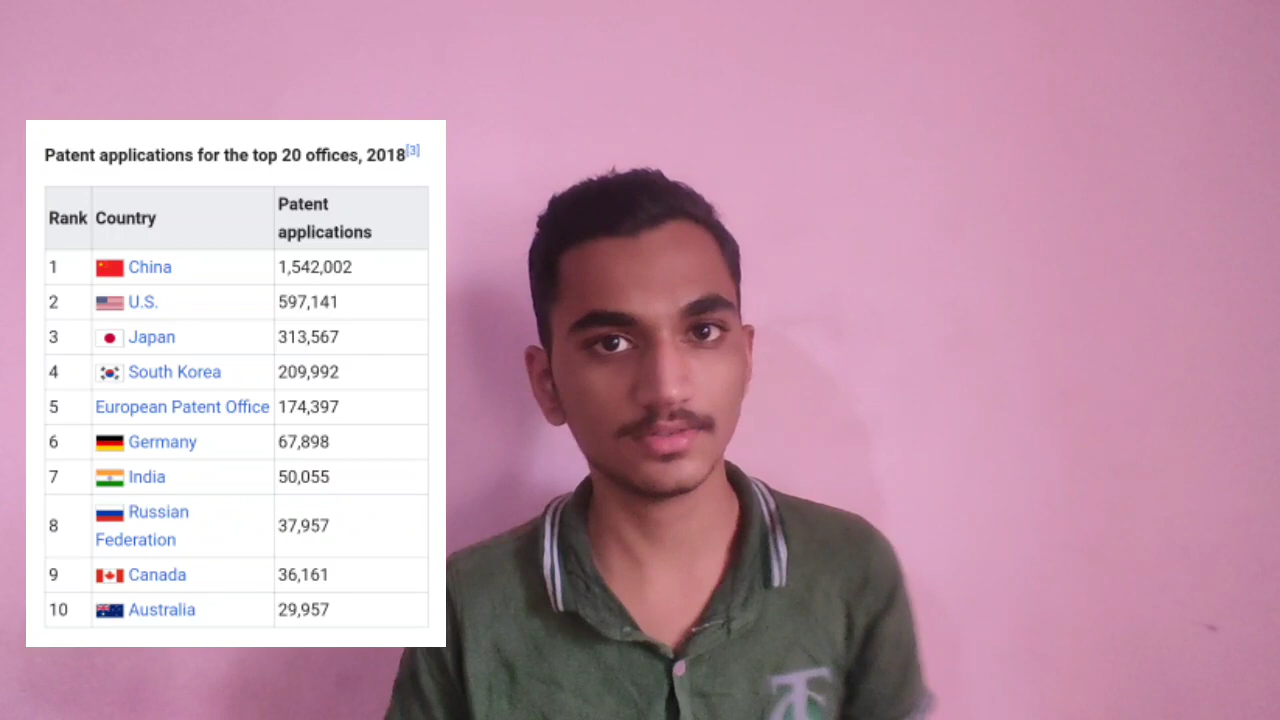 Patent applications for the top 20 offices, 2018[3]
Rank Country Patent applications
1 China 1,542,002
2 U.S. 597,141
3 Japan 313,567
4 South Korea 209,992
5 European Patent Office 174,397
6 Germany 67,898
7 India 50,055
8 Russian Federation 37,957
9 Canada 36,161
10 Australia 29,957